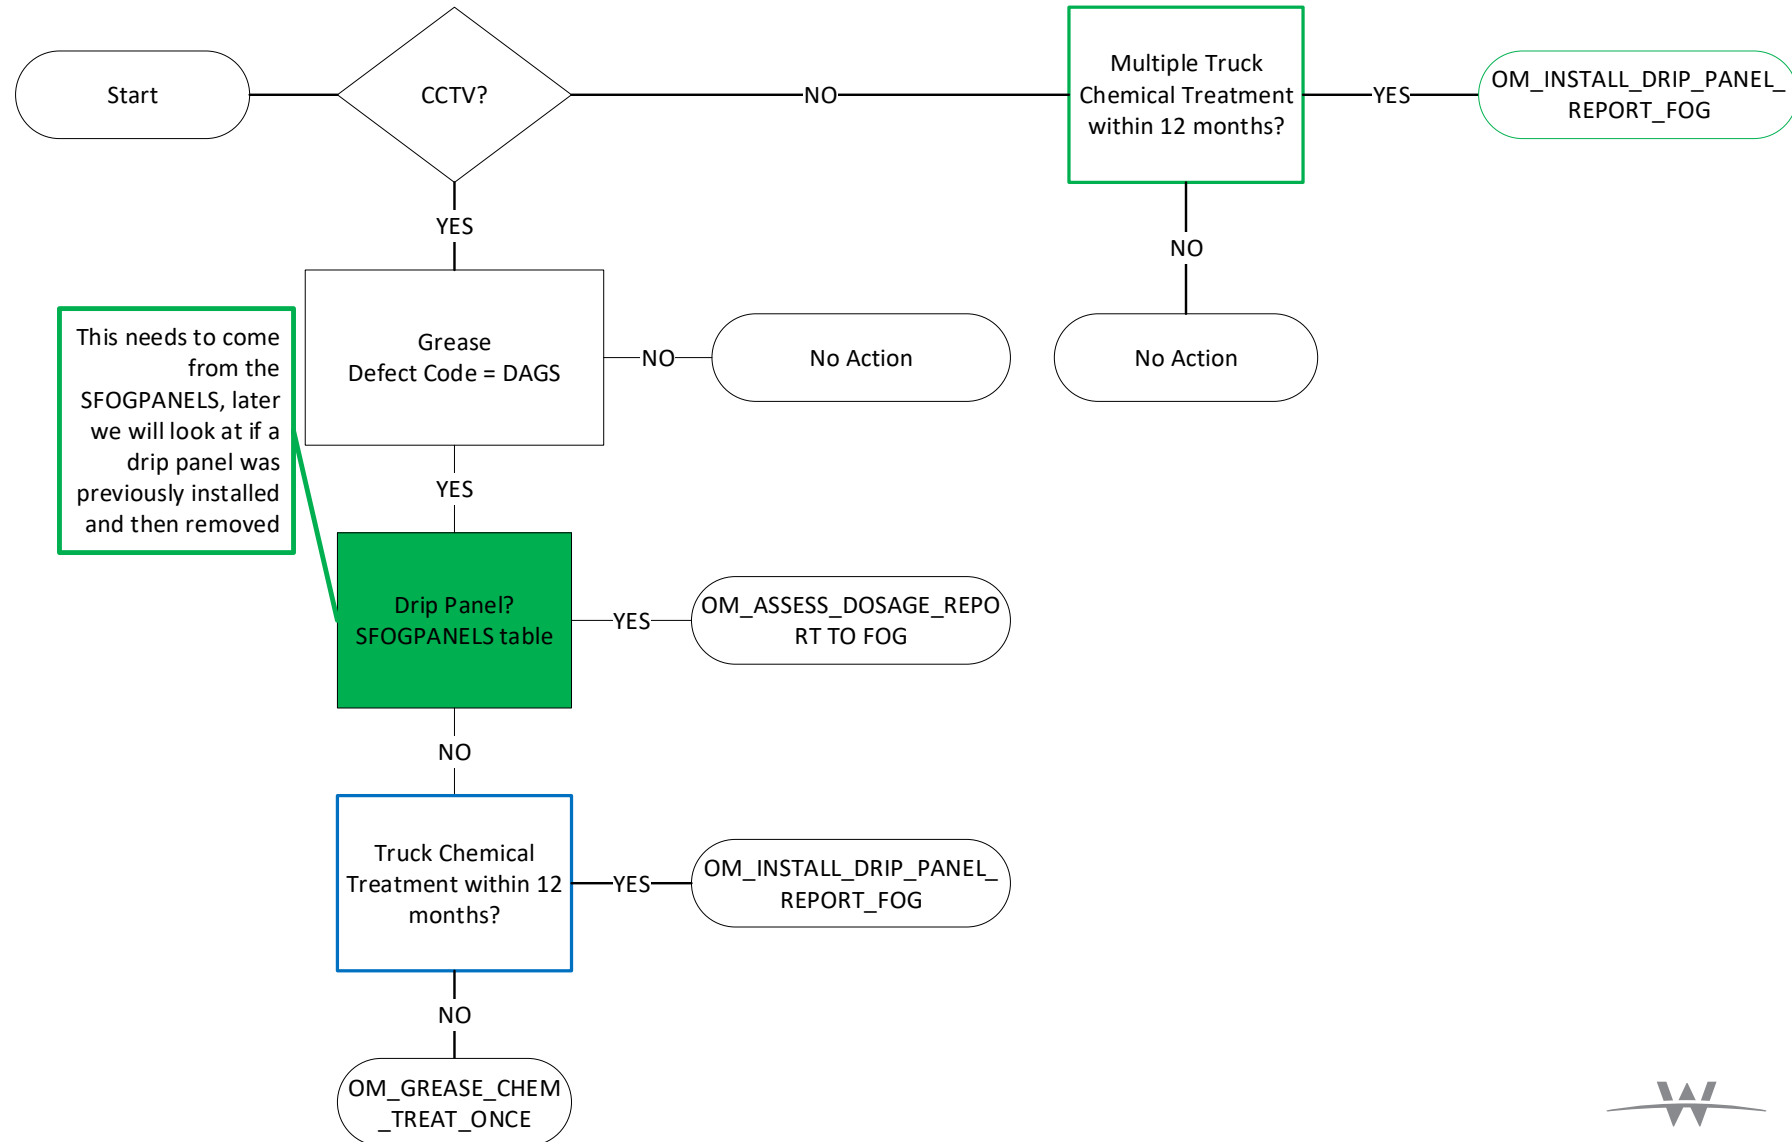 Start
CCTV?
NO
Multiple Truck
Chemical Treatment
within 12 months?
YES
OM_INSTALL_DRIP_PANEL_
REPORT_FOG
YES
NO
This needs to come
from the
SFOGPANELS, later
we will look at if a
drip panel was
previously installed
and then removed
Grease
Defect Code = DAGS
NO
No Action
No Action
YES
Drip Panel?
SFOGPANELS table
YES
OM_ASSESS_DOSAGE_REPO
RT TO FOG
NO
Truck Chemical
Treatment within 12
months?
YES
OM_INSTALL_DRIP_PANEL_
REPORT_FOG
NO
OM_GREASE_CHEM
_TREAT_ONCE
W